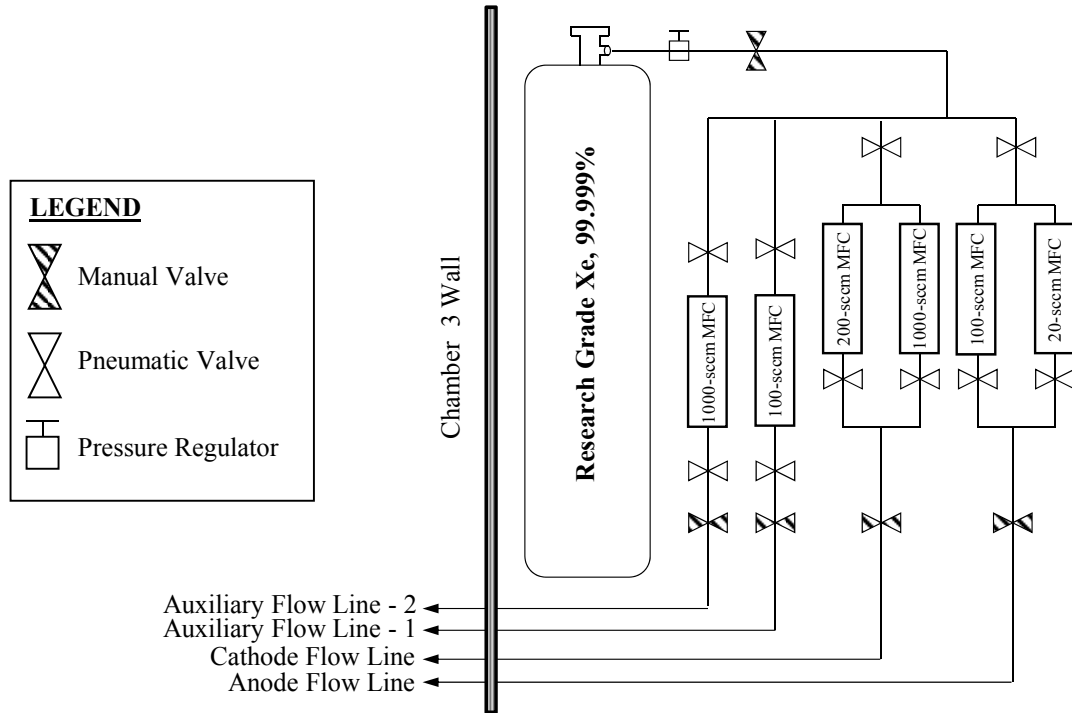 LEGEND
Manual Valve
Pneumatic Valve
Pressure Regulator
Chamber 3 Wall
Research Grade Xe, 99.999%
1000-sccm MFC
100-sccm MFC
200-sccm MFC
1000-sccm MFC
100-sccm MFC
20-sccm MFC
Auxiliary Flow Line - 2
Auxiliary Flow Line - 1
Cathode Flow Line
Anode Flow Line